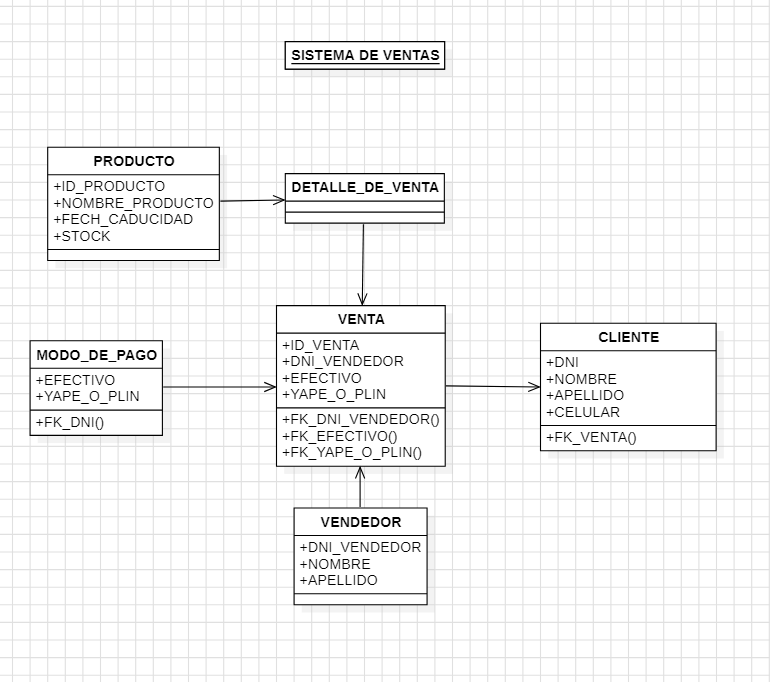 SISTEMA DE VENTAS
PRODUCTO
+ID_PRODUCTO
+NOMBRE_PRODUCTO
+FECH_CADUCIDAD
+STOCK
DETALLE_DE_VENTA
VENTA
+ID_VENTA
+DNI_VENDEDOR
+EFECTIVO
+YAPE_O_PLIN
+FK_DNI_VENDEDOR()
+FK_EFECTIVO()
+FK_YAPE_O_PLIN()
MODO_DE_PAGO
+EFECTIVO
+YAPE_O_PLIN
+FK_DNI()
CLIENTE
+DNI
+NOMBRE
+APELLIDO
+CELULAR
+FK_VENTA()
VENDEDOR
+DNI_VENDEDOR
+NOMBRE
+APELLIDO